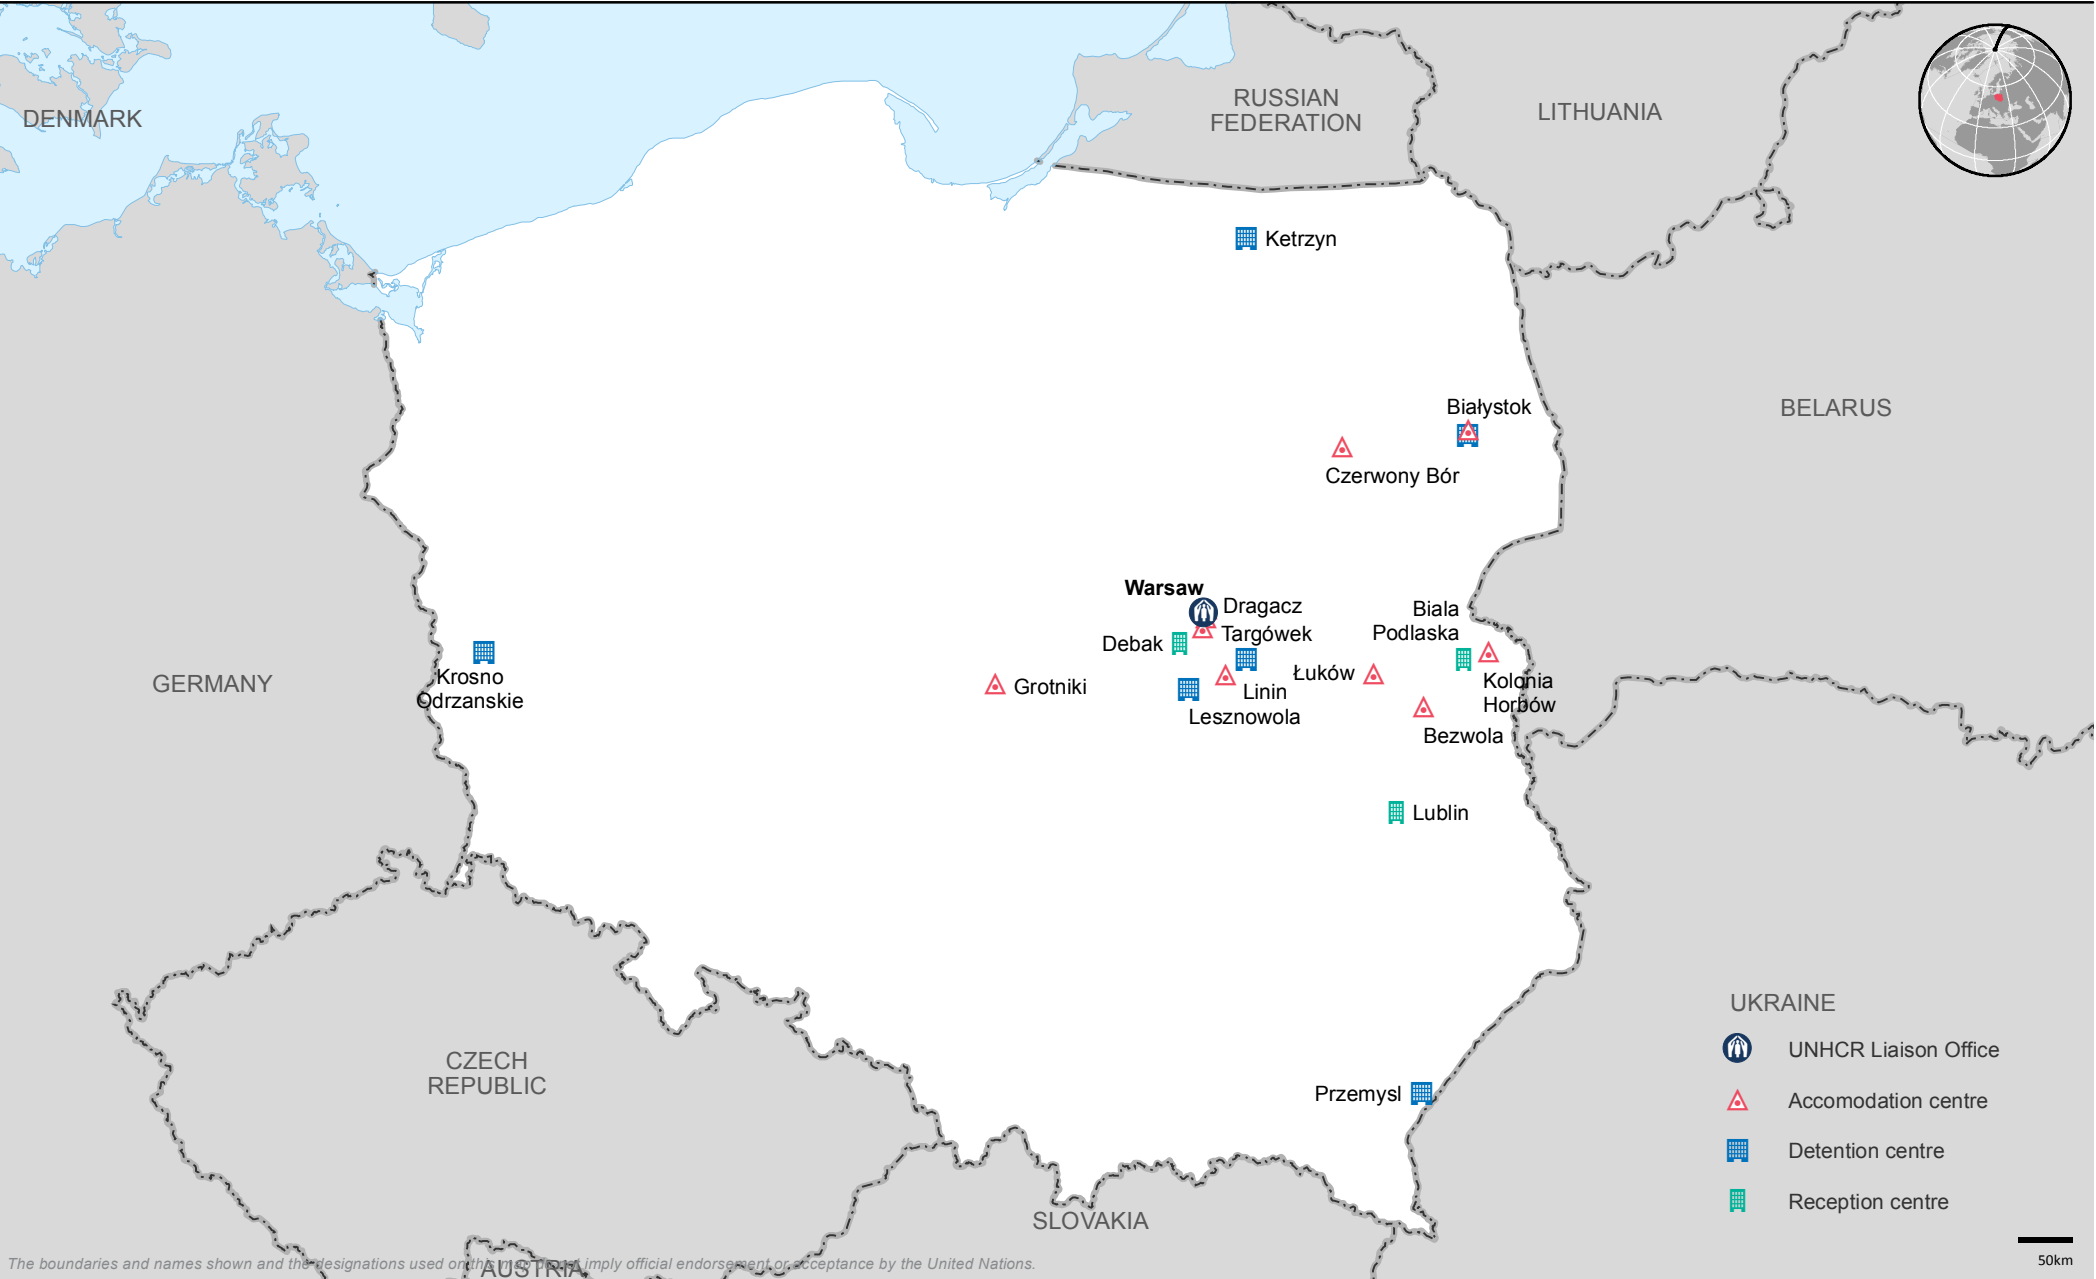 DENMARK
RUSSIAN
FEDERATION
LITHUANIA
Ketrzyn
Białystok
BELARUS
Czerwony Bór
Warsaw
Dragacz
Biala
Podlaska
Targówek
Debak
Krosno
Odrzanskie
GERMANY
Grotniki
Łuków
Kolonia
Horbów
Linin
Lesznowola
Bezwola
Lublin
UKRAINE
UNHCR Liaison Office
CZECH
REPUBLIC
Przemysl
Accomodation centre
Detention centre
Reception centre
SLOVAKIA
50km
The boundaries and names shown and the designations used on this map do not imply official endorsement or acceptance by the United Nations.
AUSTRIA